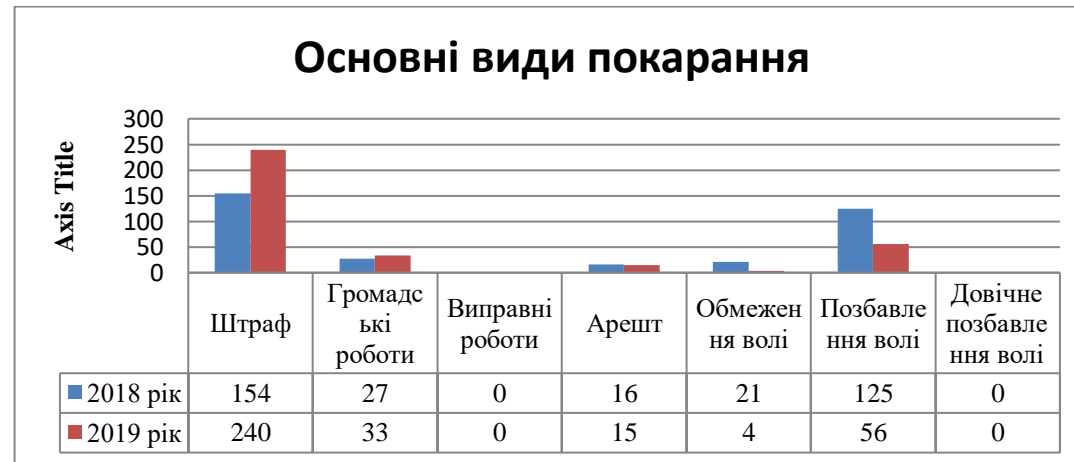 Основні види покарання
Axis Title
300
250
200
150
100
50
0
Штраф
Громадс
ькі
роботи
Виправні
роботи
Арешт
Обмежен
ня волі
Позбавле
ння волі
Довічне
позбавле
ння волі
2018 рік 154 27 0 16 21 125 0
2019 рік 240 33 0 15 4 56 0